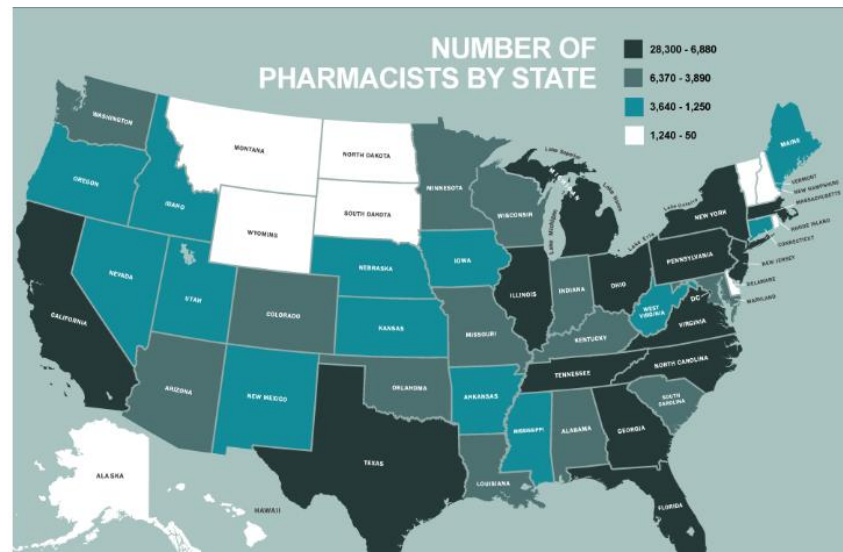 NUMBER OF
PHARMACISTS BY STATE
28,300 - 6,880
6,370 - 3,890
3,640 - 1,250
1,240 - 50
WASHINGTON
OREGON
IDAHO
MONTANA
NORTH DAKOTA
SOUTH DAKOTA
WYOMING
MINNESOTA
WISCONSIN
Lake Superior
Lake Michigan
Lake Huron
Lake Erie
Lake Ontario
MAINE
VERMONT
NEW HAMPSHIRE
MASSACHUSETTS
RHODE ISLAND
CONNECTICUT
NEW YORK
PENNSYLVANIA
NEW JERSEY
DELAWARE
MARYLAND
DC
NEVADA
UTAH
COLORADO
NEBRASKA
IOWA
ILLINOIS
INDIANA
OHIO
WEST
VIRGINIA
VIRGINIA
CALIFORNIA
KANSAS
MISSOURI
KENTUCKY
ARIZONA
NEW MEXICO
OKLAHOMA
ARKANSAS
TENNESSEE
NORTH CAROLINA
SOUTH
CAROLINA
TEXAS
LOUISIANA
MISSISSIPPI
ALABAMA
GEORGIA
FLORIDA
ALASKA
HAWAII